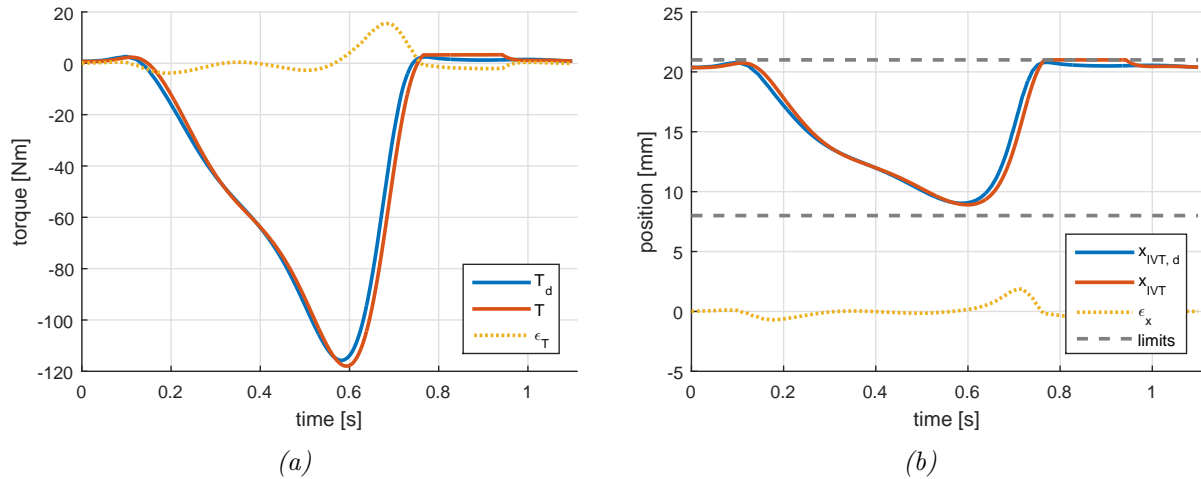 20
0
-20
-40
-60
-80
-100
-120
torque [Nm]
0
0.2
0.4
0.6
0.8
1
time [s]
T_d
T
ϵ_T
(a)
25
20
15
10
5
0
-5
position [mm]
0
0.2
0.4
0.6
0.8
1
time [s]
x_IVT, d
x_IVT
ϵ_x
limits
(b)